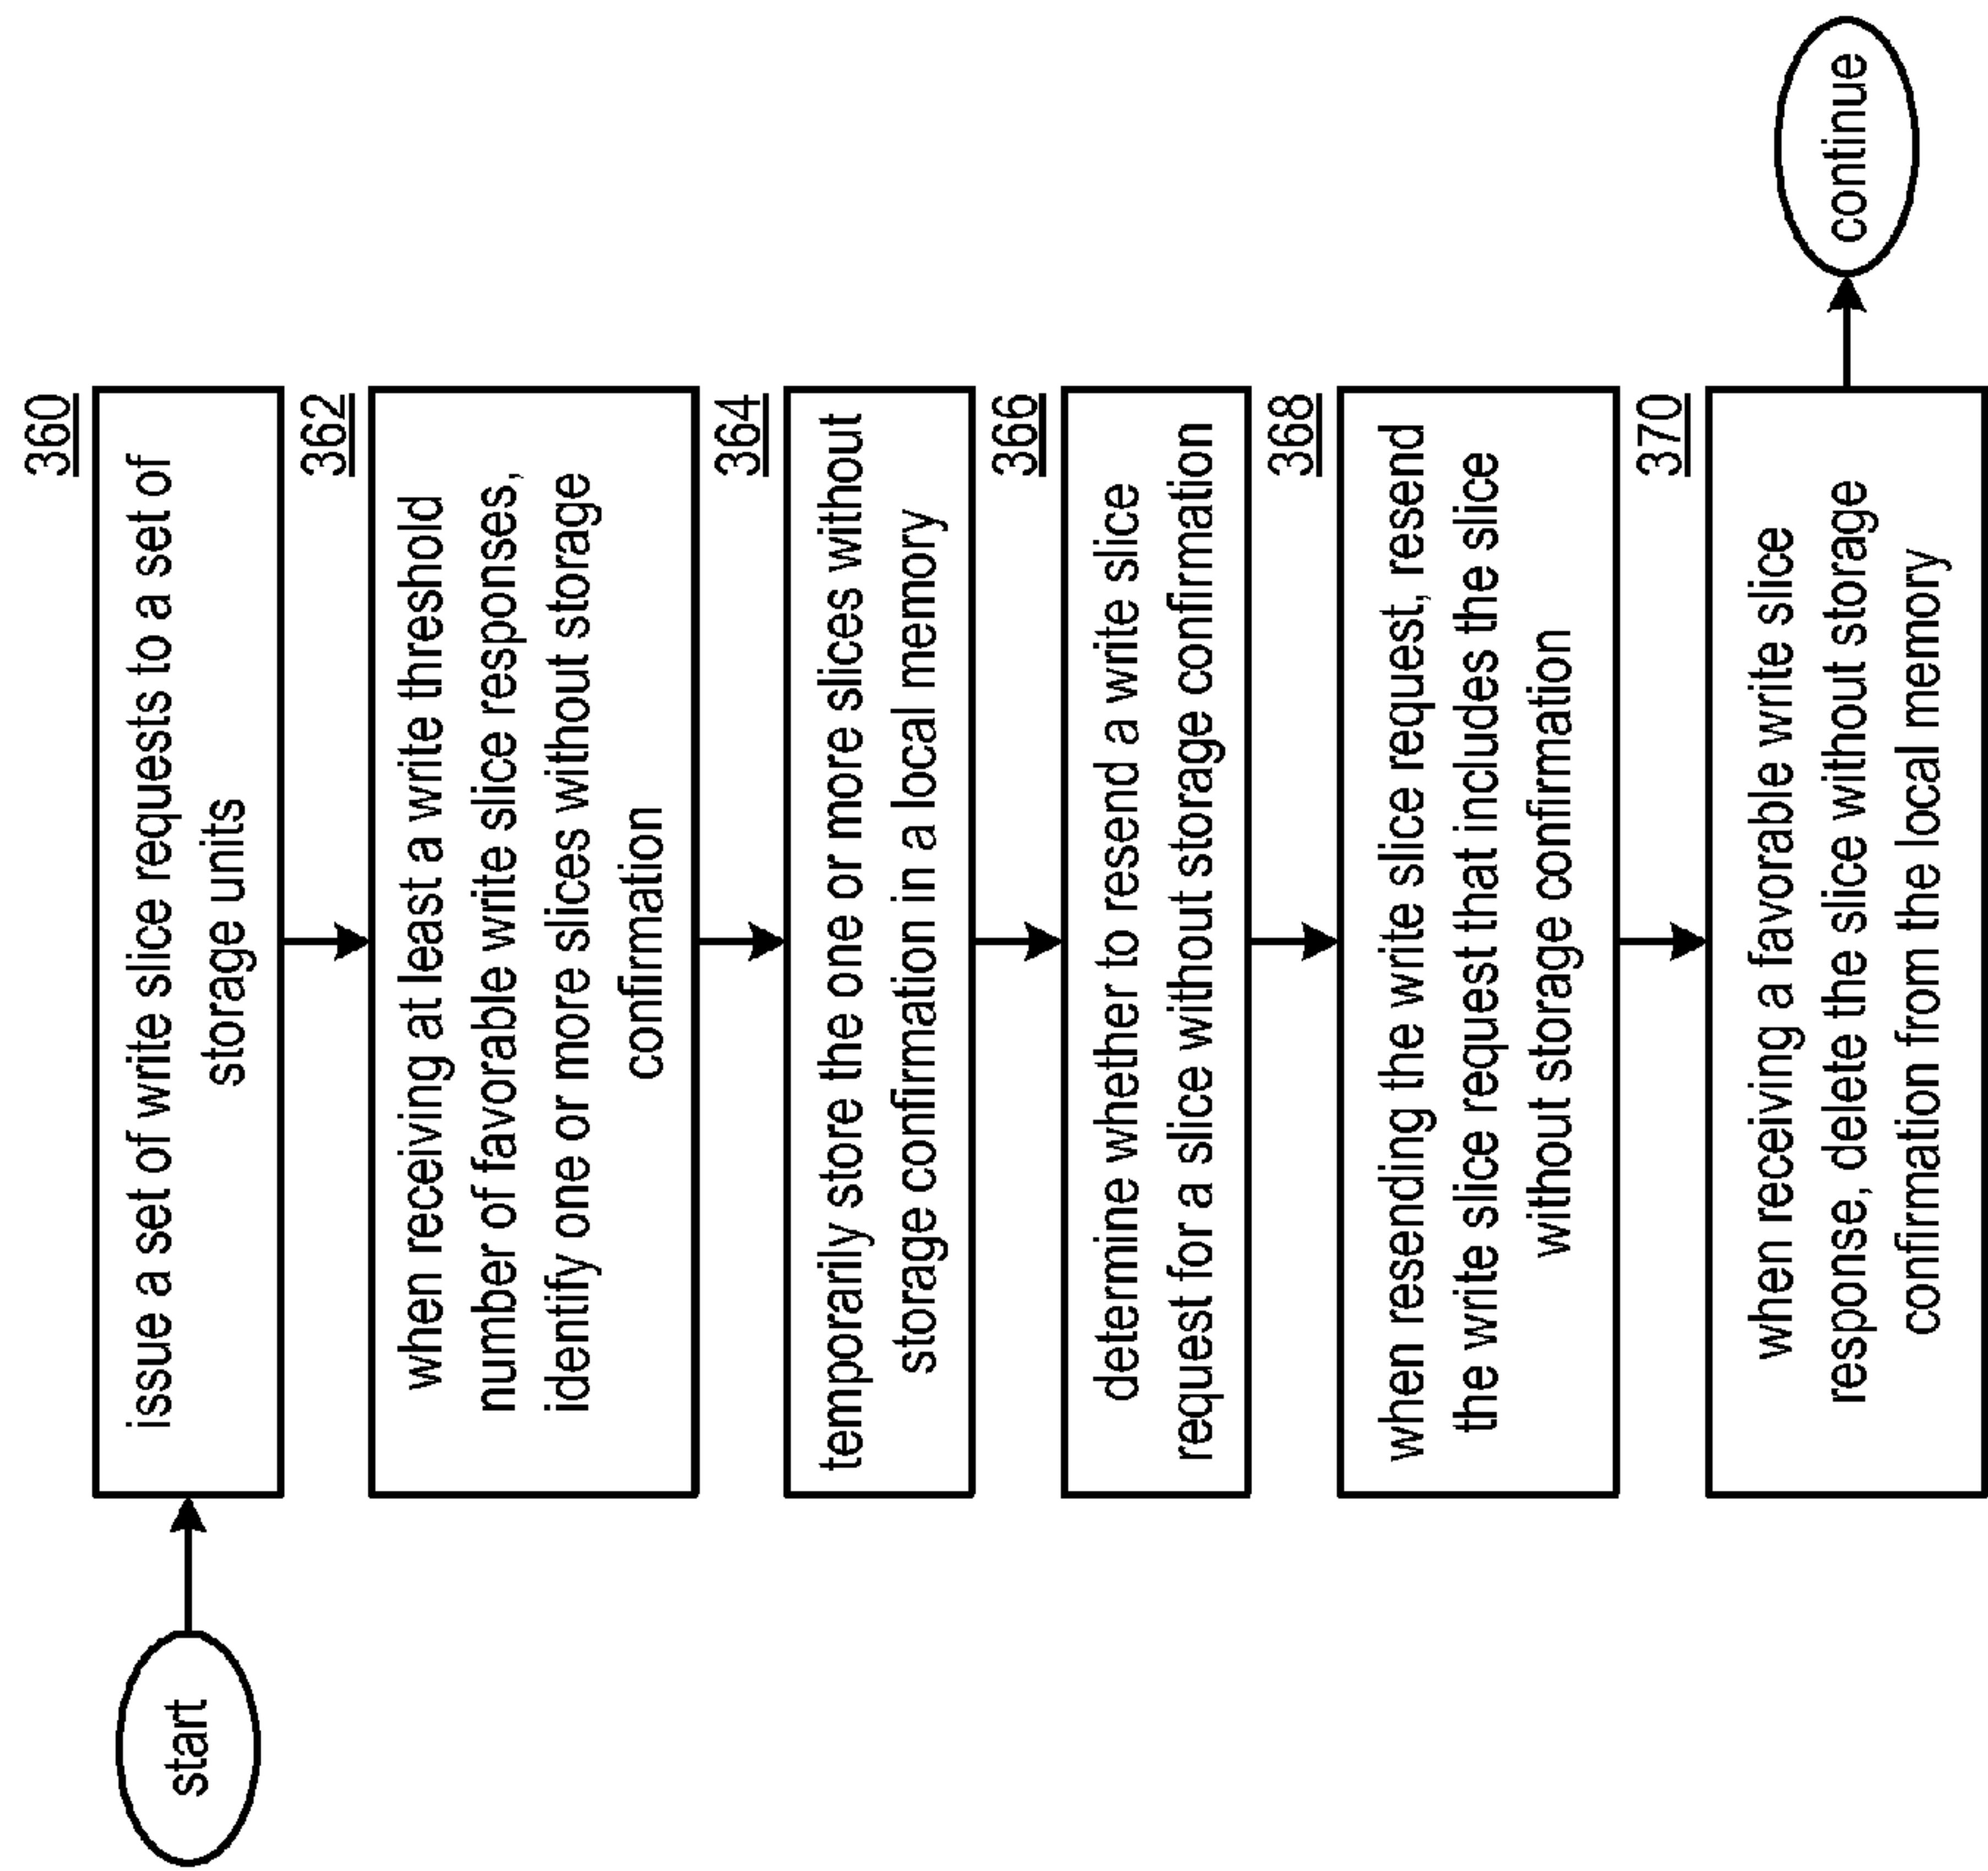 start
360
issue a set of write slice requests to a set of
storage units
362
when receiving at least a write threshold
number of favorable write slice responses,
identify one or more slices without storage
confirmation
364
temporarily store the one or more slices without
storage confirmation in a local memory
366
determine whether to resend a write slice
request for a slice without storage confirmation
368
when resending the write slice request, resend
the write slice request that includes the slice
without storage confirmation
370
when receiving a favorable write slice
response, delete the slice without storage
confirmation from the local memory
continue